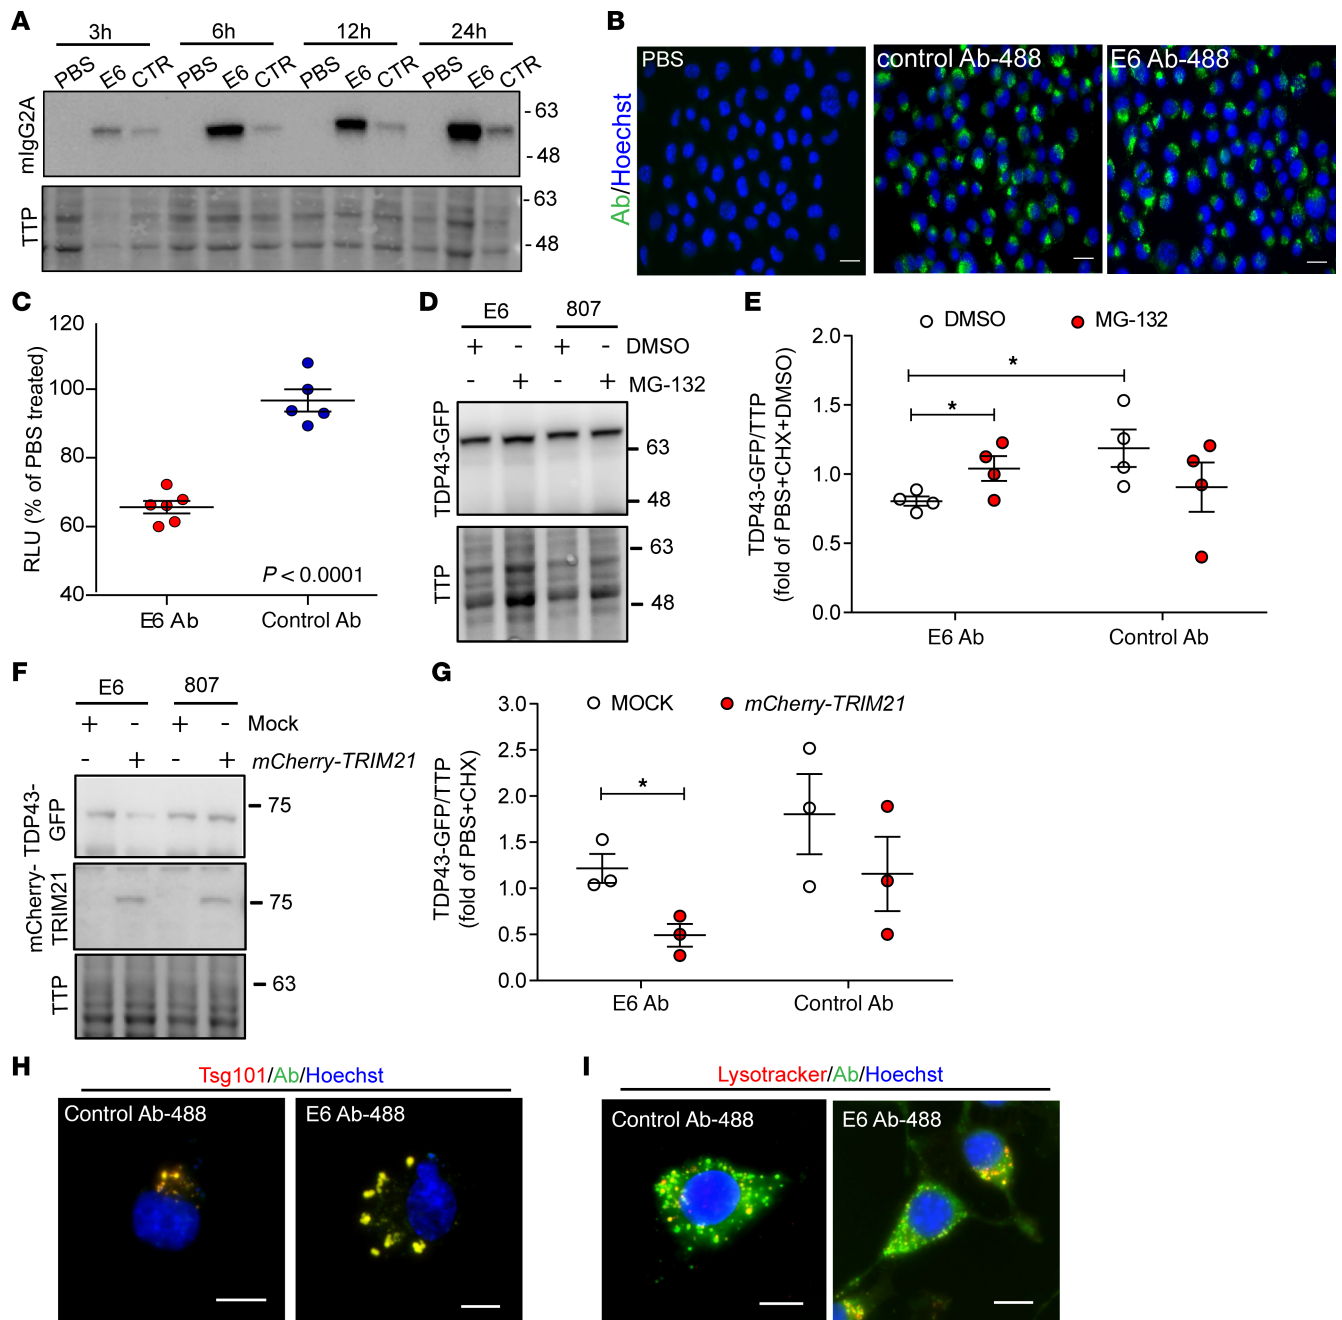 A
3h 6h 12h 24h
PBS E6 CTR PBS E6 CTR PBS E6 CTR PBS E6 CTR
mIgG2A
- 63
- 48
TTP
- 63
- 48
B
Ab/Hoechst
PBS
control Ab-488
E6 Ab-488
C
RLU (% of PBS treated)
120
100
80
60
40
P < 0.0001
E6 Ab Control Ab
D
E6 807
+ - + - DMSO
- + - + MG-132
TDP43-GFP
63
48
TTP
63
48
E
DMSO MG-132
TDP43-GFP/TTP
(fold of PBS+CHX+DMSO)
2.0
1.5
1.0
0.5
0.0
*
*
E6 Ab Control Ab
F
E6 807
+ - + - Mock
- + - + mCherry-TRIM21
TDP43-
GFP
- 75
mCherry-
TRIM21
- 75
TTP
- 63
G
MOCK mCherry-TRIM21
TDP43-GFP/TTP
(fold of PBS+CHX)
3.0
2.5
2.0
1.5
1.0
0.5
0.0
*
E6 Ab Control Ab
H
Tsg101/Ab/Hoechst
Control Ab-488
E6 Ab-488
I
Lysotracker/Ab/Hoechst
Control Ab-488
E6 Ab-488